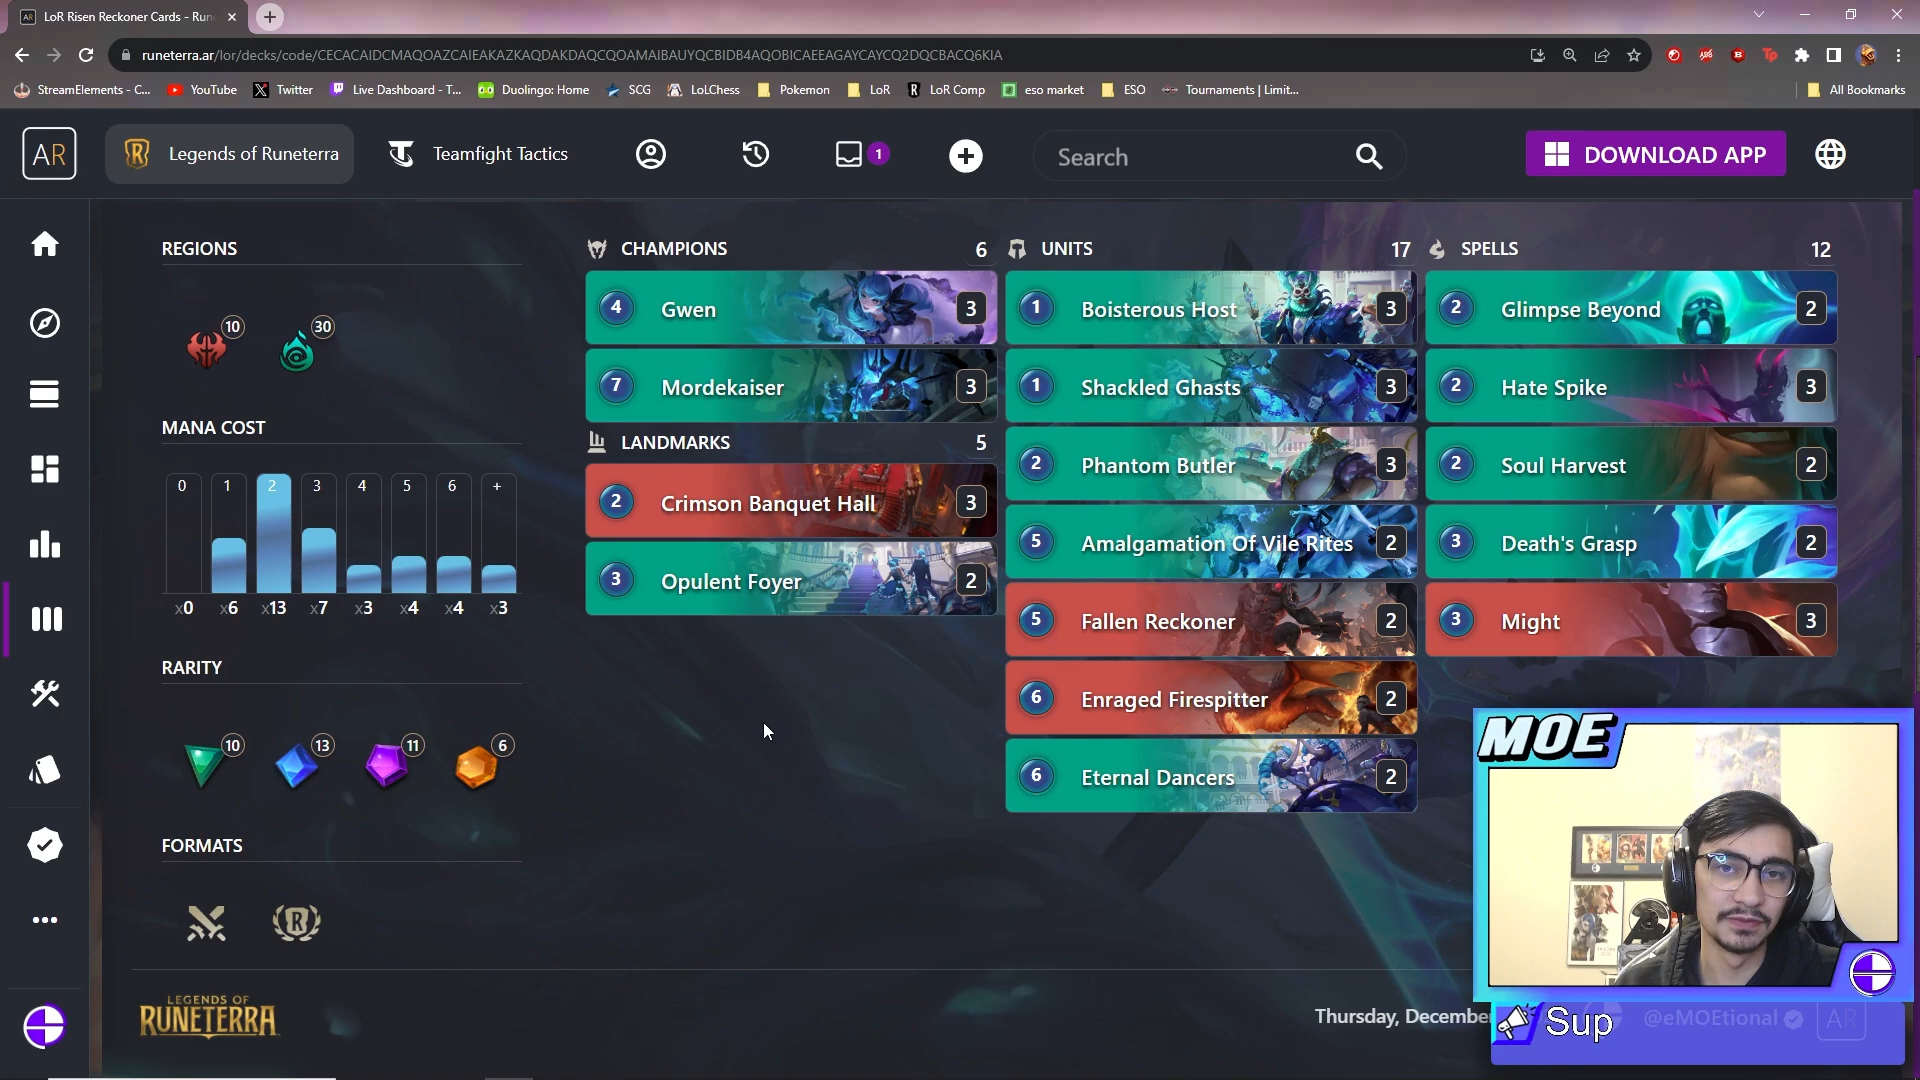 LoR Risen Reckoner Cards - Run
runeterra.ar/lor/decks/code/CECACAIDCMAQOAZCAIEAKAZKAQDAKDAQCQOAMAIBAUYQCBIDB4AQOBICAEEAGAYCAYCQ2DQCBACQ6KIA
StreamElements - C...
YouTube
Twitter
Live Dashboard - T...
Duolingo: Home
SCG
LoLChess
Pokemon
LoR
LoR Comp
eso market
ESO
Tournaments | Limit...
All Bookmarks
AR
Legends of Runeterra
Teamfight Tactics
1
Search
DOWNLOAD APP
REGIONS
10
30
MANA COST
0 1 2 3 4 5 6 +
x0 x6 x13 x7 x3 x4 x4 x3
RARITY
10
13
11
6
FORMATS
CHAMPIONS 6
4 Gwen 3
7 Mordekaiser 3
LANDMARKS 5
2 Crimson Banquet Hall 3
3 Opulent Foyer 2
UNITS 17
1 Boisterous Host 3
1 Shackled Ghasts 3
2 Phantom Butler 3
5 Amalgamation Of Vile Rites 2
5 Fallen Reckoner 2
6 Enraged Firespitter 2
6 Eternal Dancers 2
SPELLS 12
2 Glimpse Beyond 2
2 Hate Spike 3
2 Soul Harvest 2
3 Death's Grasp 2
3 Might 3
MOE
LEGENDS OF
RUNETERRA
Thursday, December
Sup
@eMOEtional
AR